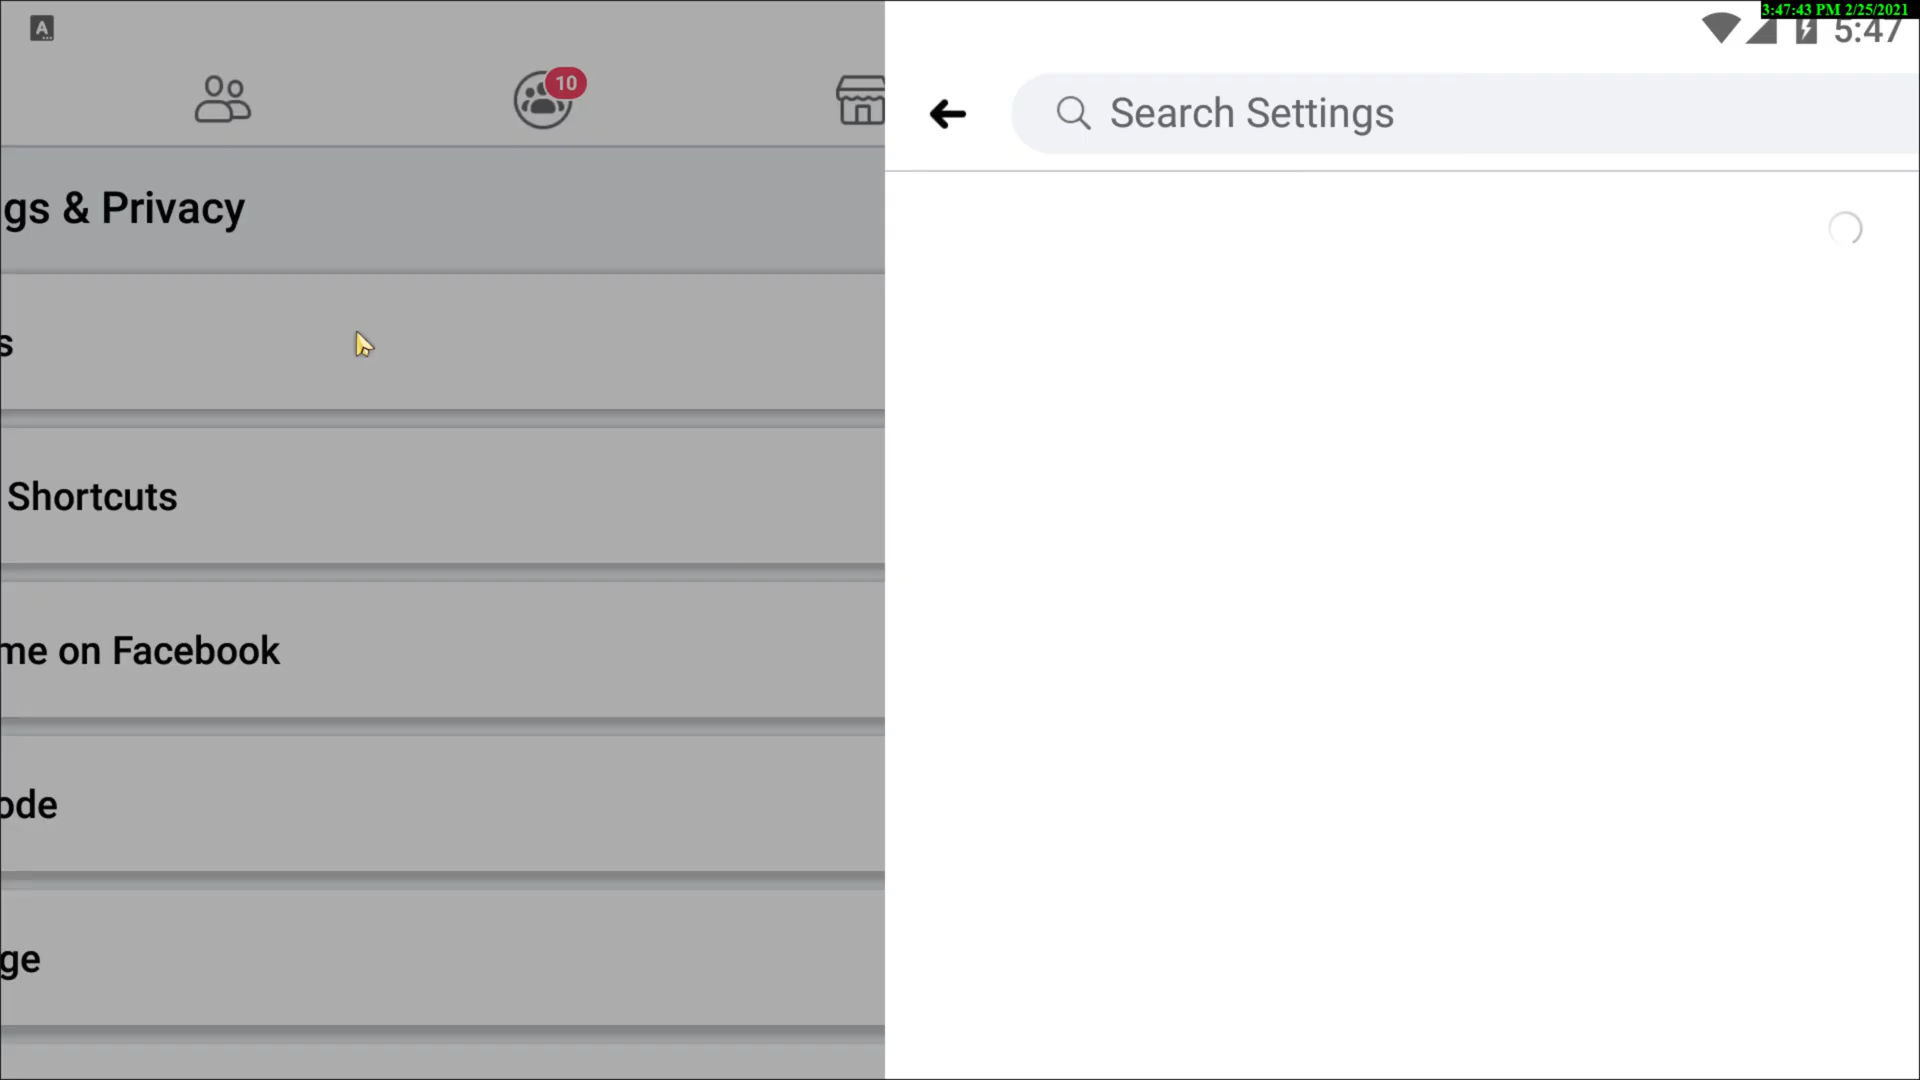 3:47:43 PM 2/25/2021
A
5:47
10
Search Settings
gs & Privacy
s
Shortcuts
me on Facebook
ode
ge